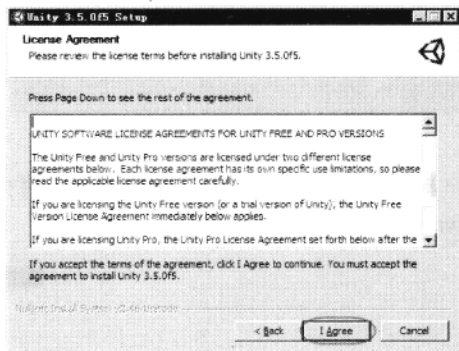 Unity 3.5.0f5 Setup
License Agreement
Please review the license terms before installing Unity 3.5.0f5.
Press Page Down to see the rest of the agreement.
UNITY SOFTWARE LICENSE AGREEMENTS FOR UNITY FREE AND PRO VERSIONS
The Unity Free and Unity Pro versions are licensed under two different license
agreements below. Each license agreement has its own specific use limitations, so please
read the applicable license agreement carefully.
If you are licensing the Unity Free version (or a trial version of Unity), the Unity Free
Version License Agreement immediately below applies.
If you are licensing Unity Pro, the Unity Pro License Agreement set forth below after the
If you accept the terms of the agreement, click I Agree to continue. You must accept the
agreement to install Unity 3.5.0f5.
Nullsoft Install System v2.46-Unicode
< Back
I Agree
Cancel